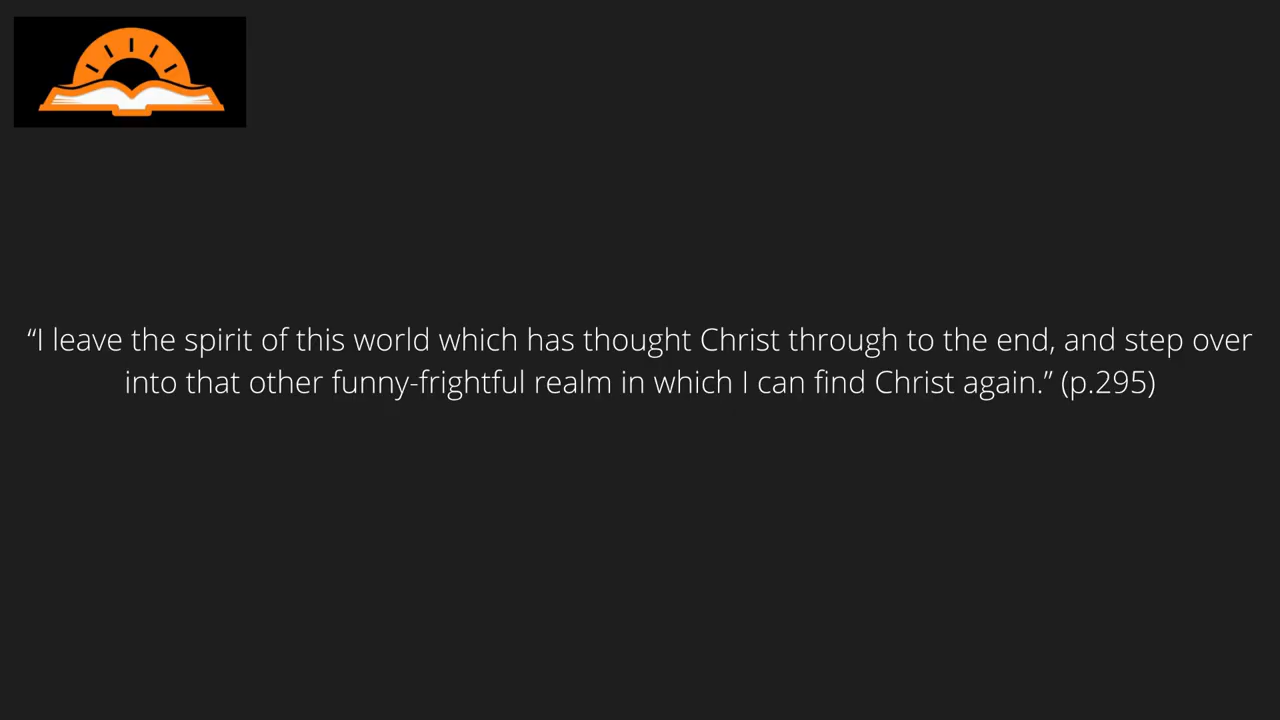 “I leave the spirit of this world which has thought Christ through to the end, and step over
into that other funny-frightful realm in which I can find Christ again.” (p.295)